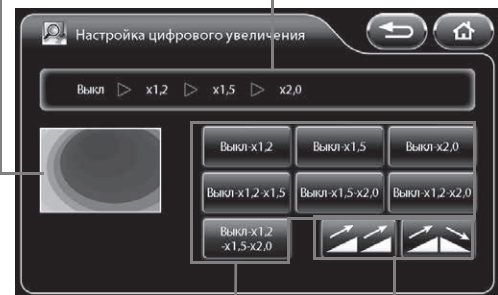 Настройка цифрового увеличения
Выкл ▷ x1,2 ▷ x1,5 ▷ x2,0
Выкл-x1,2 Выкл-x1,5 Выкл-x2,0
Выкл-x1,2-x1,5 Выкл-x1,5-x2,0 Выкл-x1,2-x2,0
Выкл-x1,2
-x1,5-x2,0